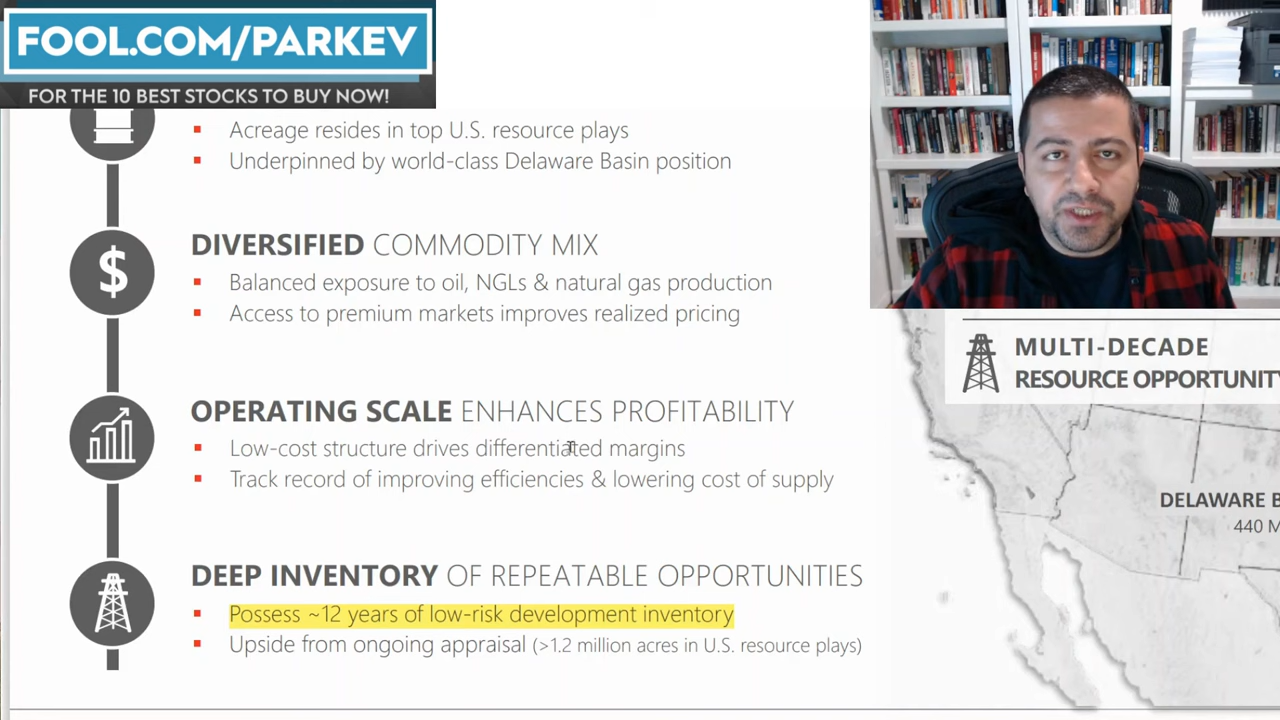 FOOL.COM/PARKEV
FOR THE 10 BEST STOCKS TO BUY NOW!
Acreage resides in top U.S. resource plays
Underpinned by world-class Delaware Basin position
DIVERSIFIED COMMODITY MIX
Balanced exposure to oil, NGLs & natural gas production
Access to premium markets improves realized pricing
OPERATING SCALE ENHANCES PROFITABILITY
Low-cost structure drives differentiated margins
Track record of improving efficiencies & lowering cost of supply
DEEP INVENTORY OF REPEATABLE OPPORTUNITIES
Possess ~12 years of low-risk development inventory
Upside from ongoing appraisal (>1.2 million acres in U.S. resource plays)
MULTI-DECADE
RESOURCE OPPORTUNITY
DELAWARE B
440 M